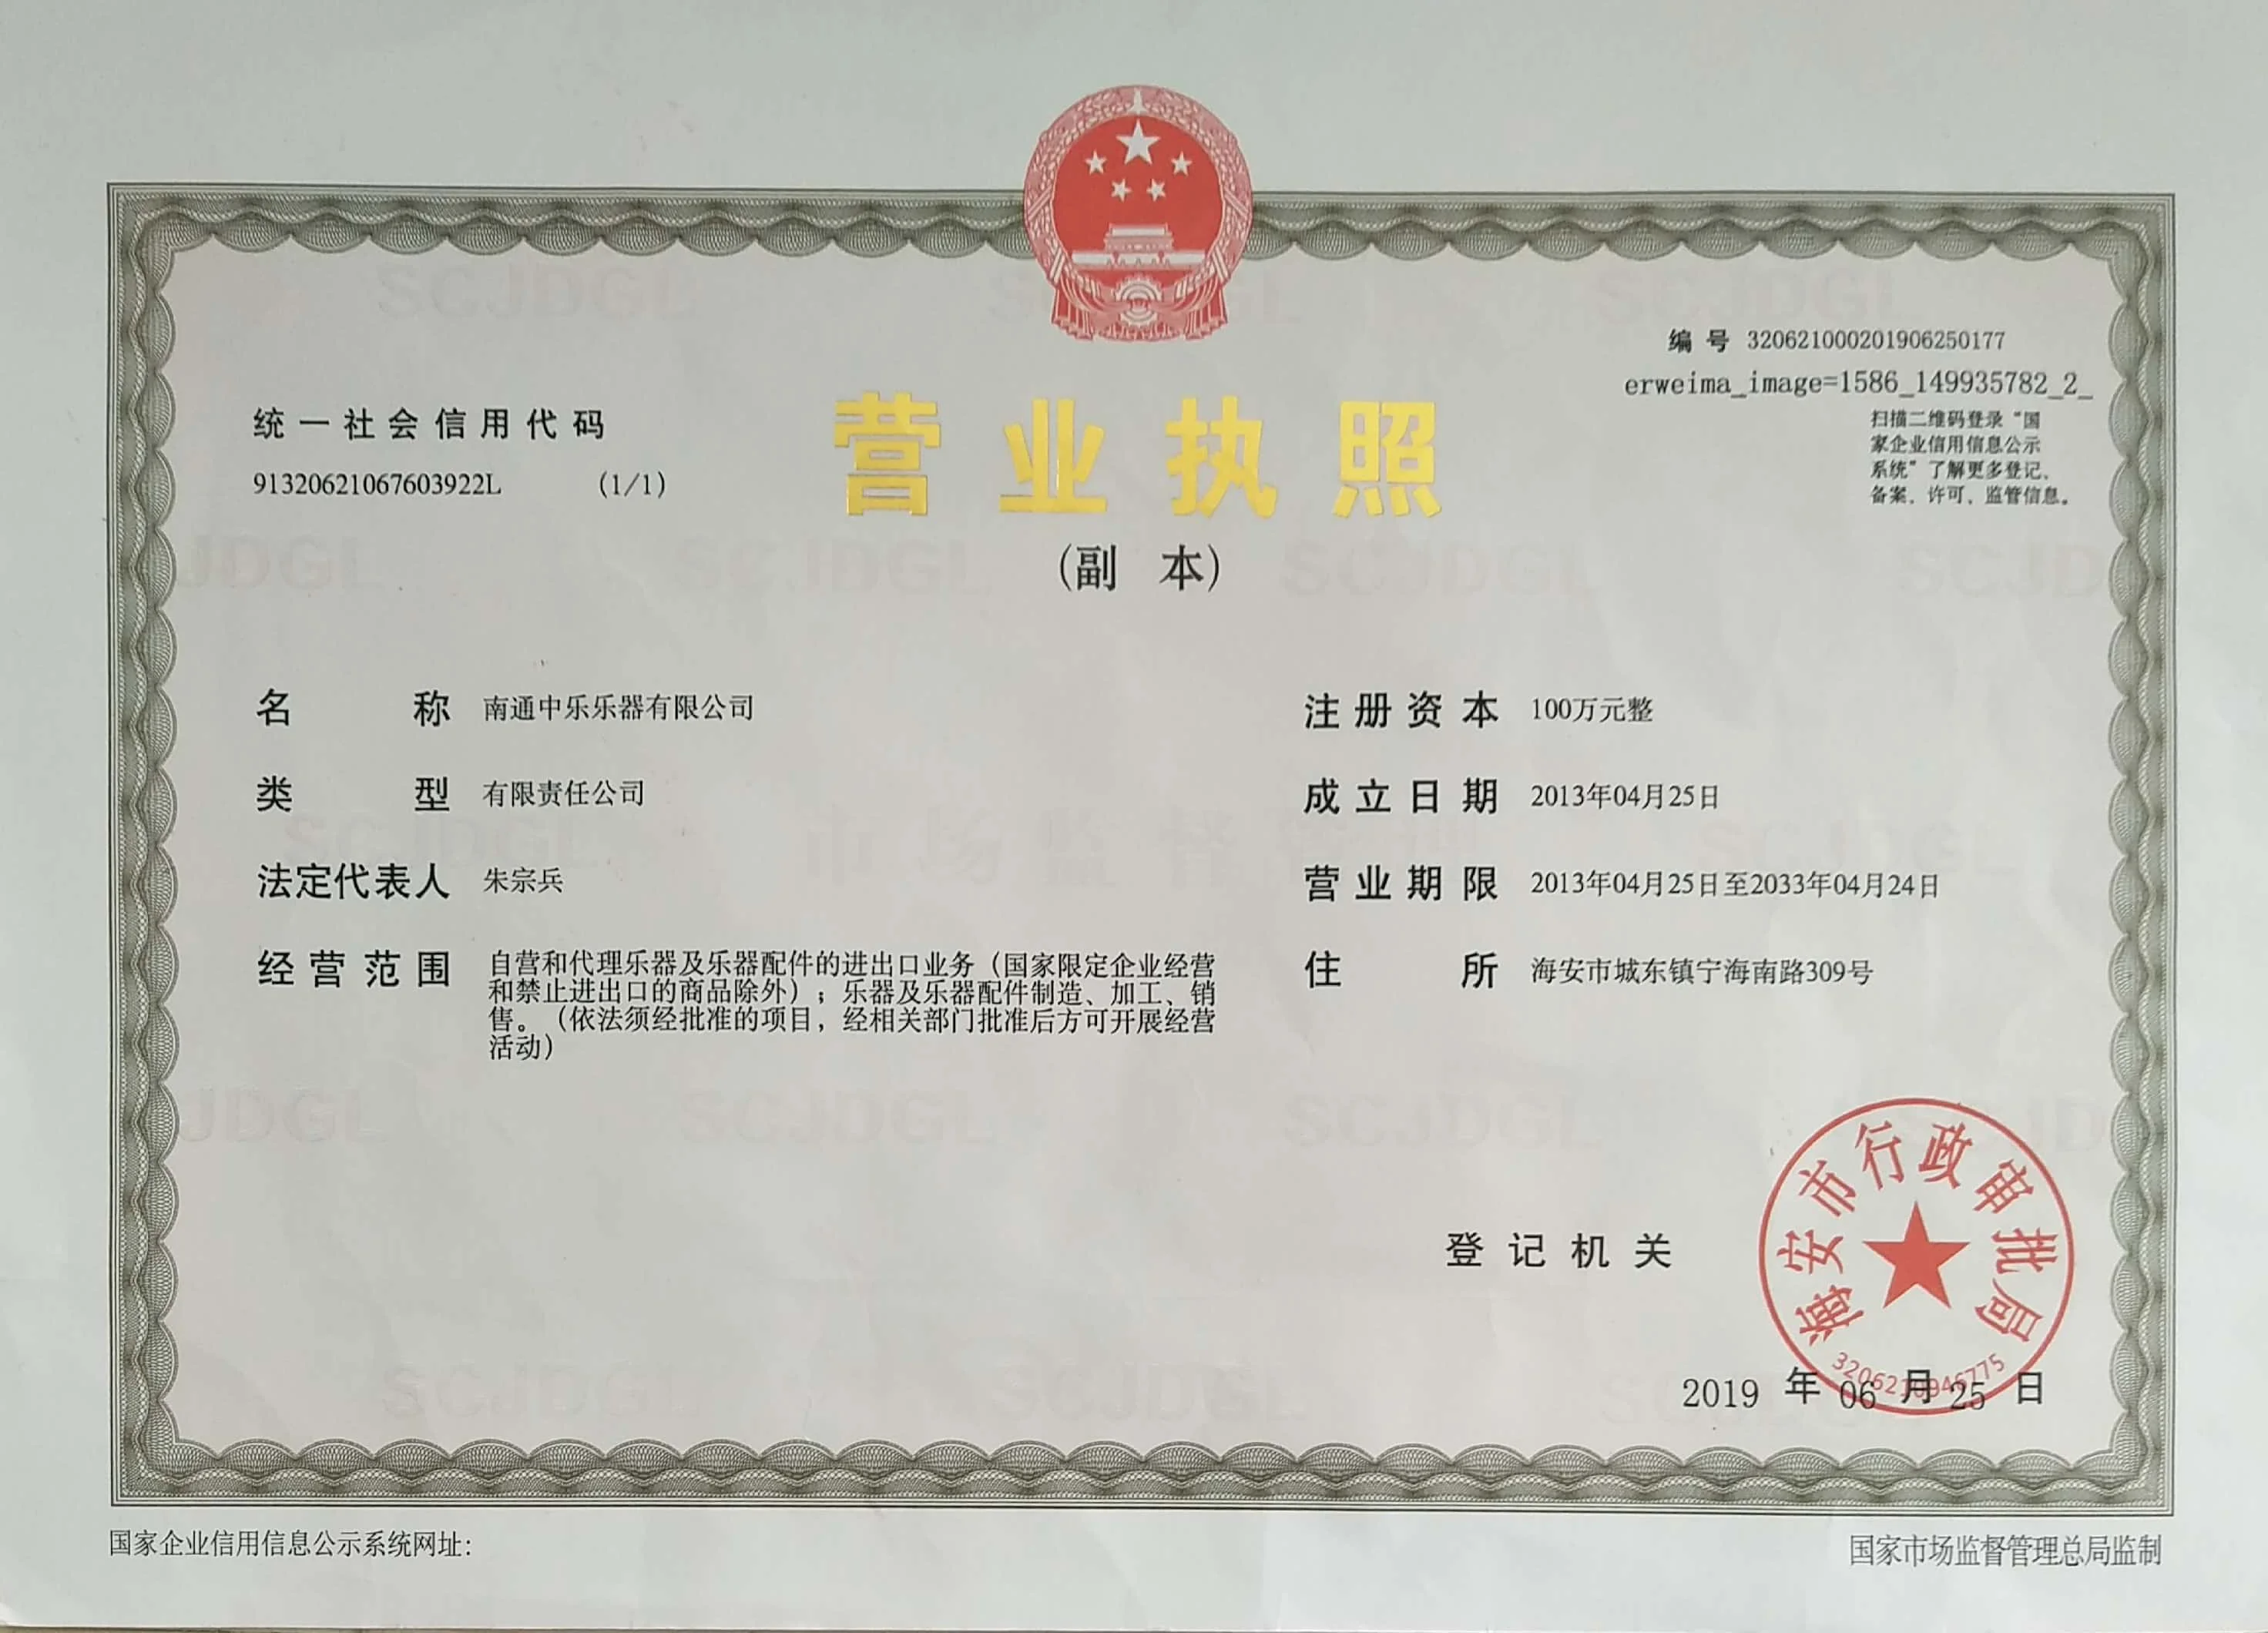 编号 320621000201906250177
erweima_image=1586_149935782_2_
扫描二维码登录“国
家企业信用信息公示
系统”了解更多登记、
备案、许可、监管信息。
统一社会信用代码
91320621067603922L (1/1)
营业执照
(副 本)
名称 南通中乐乐器有限公司
类型 有限责任公司
法定代表人 朱宗兵
经营范围 自营和代理乐器及乐器配件的进出口业务（国家限定企业经营
和禁止进出口的商品除外）；乐器及乐器配件制造、加工、销
售。（依法须经批准的项目，经相关部门批准后方可开展经营
活动）
注册资本 100万元整
成立日期 2013年04月25日
营业期限 2013年04月25日至2033年04月24日
住所 海安市城东镇宁海南路309号
登记机关
海安市行政审批局
2019 年 06 月 25 日
国家企业信用信息公示系统网址：
国家市场监督管理总局监制
SCJDGL